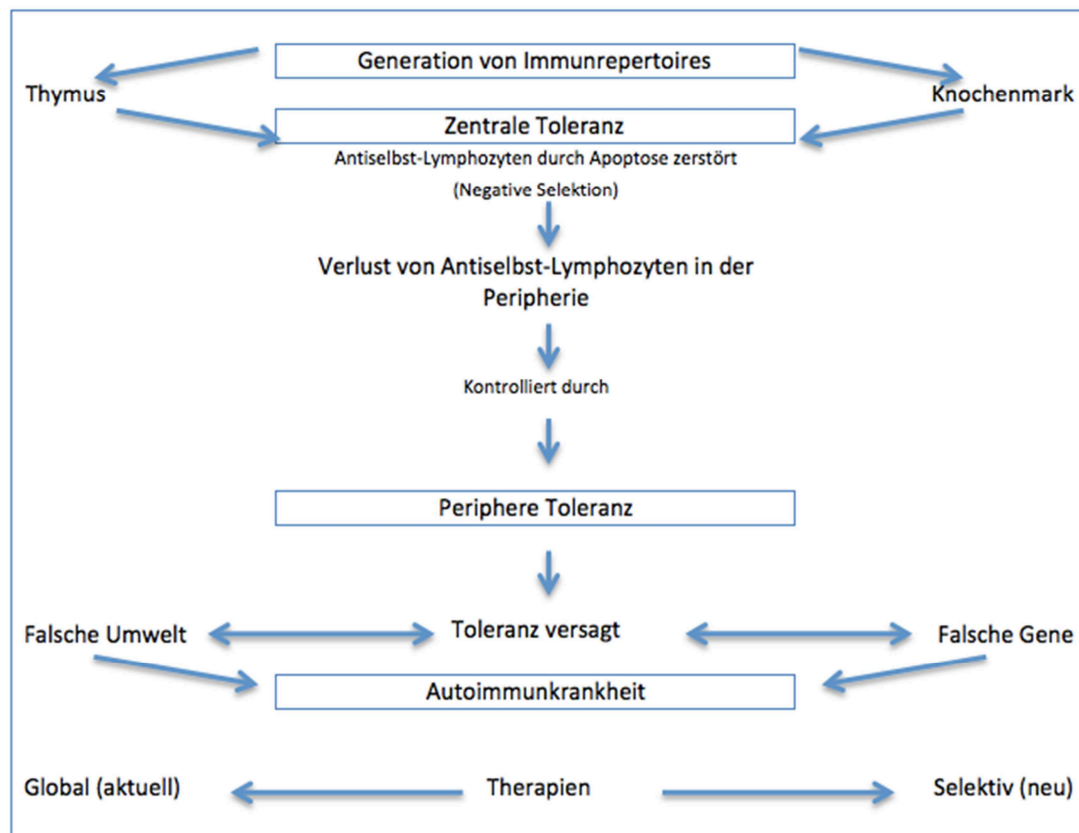 Generation von Immunrepertoires
Thymus
Knochenmark
Zentrale Toleranz
Antiselbst-Lymphozyten durch Apoptose zerstört
(Negative Selektion)
Verlust von Antiselbst-Lymphozyten in der
Peripherie
Kontrolliert durch
Periphere Toleranz
Falsche Umwelt
Toleranz versagt
Falsche Gene
Autoimmunkrankheit
Global (aktuell)
Therapien
Selektiv (neu)